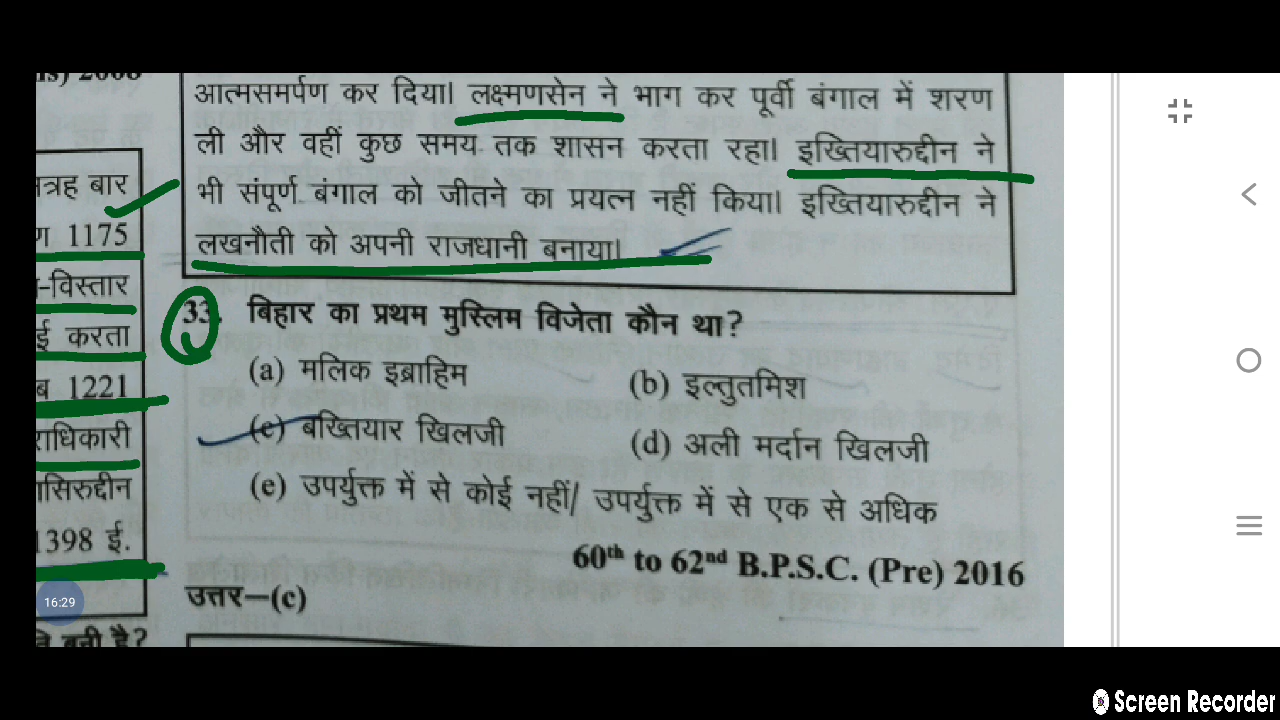 त्रह बार
1175
-विस्तार
ई करता
ब 1221
राधिकारी
सिरुद्दीन
1398 ई.
16:29
आत्मसमर्पण कर दिया। लक्ष्मणसेन ने भाग कर पूर्वी बंगाल में शरण
ली और वहीं कुछ समय तक शासन करता रहा। इख्तियारुद्दीन ने
भी संपूर्ण बंगाल को जीतने का प्रयत्न नहीं किया। इख्तियारुद्दीन ने
लखनौती को अपनी राजधानी बनाया।
33. बिहार का प्रथम मुस्लिम विजेता कौन था?
(a) मलिक इब्राहिम
(b) इल्तुतमिश
(c) बख्तियार खिलजी
(d) अली मर्दान खिलजी
(e) उपर्युक्त में से कोई नहीं/ उपर्युक्त में से एक से अधिक
60th to 62nd B.P.S.C. (Pre) 2016
उत्तर–(c)
Screen Recorder